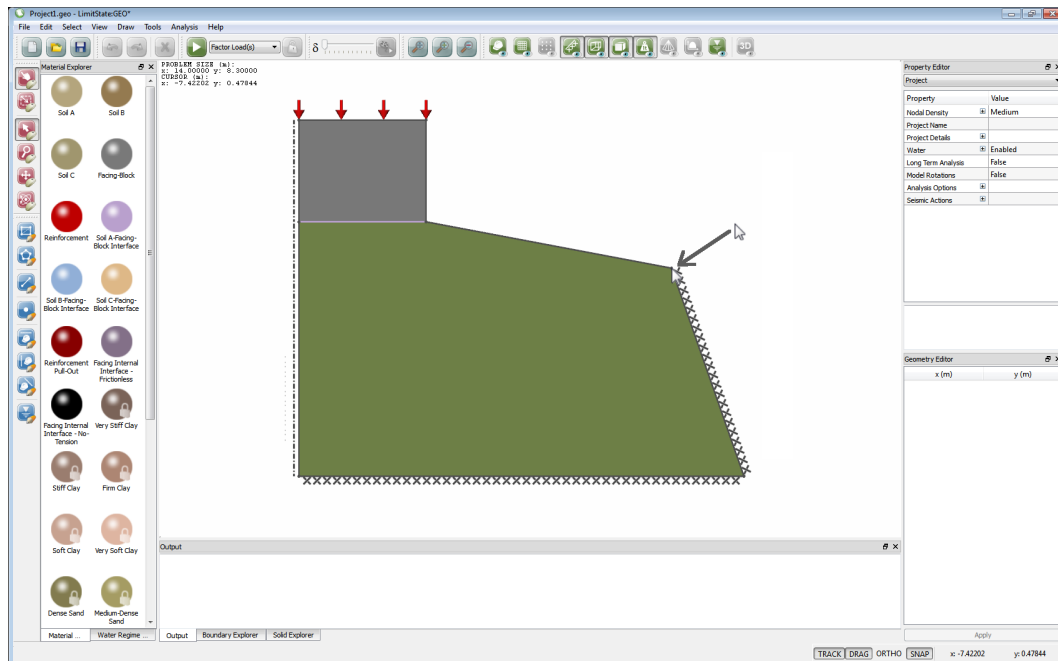 Project1.geo - LimitState:GEO*
File Edit Select View Draw Tools Analysis Help
Factor Load(s)
δ
3D
Material Explorer
PROBLEM SIZE (m):
x: 14.00000 y: 8.30000
CURSOR (m):
x: -7.42202 y: 0.47844
Soil A Soil B
Soil C Facing-Block
Reinforcement Soil A-Facing-
Block Interface
Soil B-Facing-
Block Interface
Soil C-Facing-
Block Interface
Reinforcement
Pull-Out
Facing Internal
Interface -
Frictionless
Facing Internal
Interface - No-
Tension
Very Stiff Clay
Stiff Clay Firm Clay
Soft Clay Very Soft Clay
Dense Sand Medium-Dense
Sand
Material ... Water Regime ...
Output
Output Boundary Explorer Solid Explorer
Property Editor
Project
Property Value
Nodal Density Medium
Project Name
Project Details
Water Enabled
Long Term Analysis False
Model Rotations False
Analysis Options
Seismic Actions
Geometry Editor
x (m) y (m)
Apply
TRACK DRAG ORTHO SNAP x: -7.42202 y: 0.47844